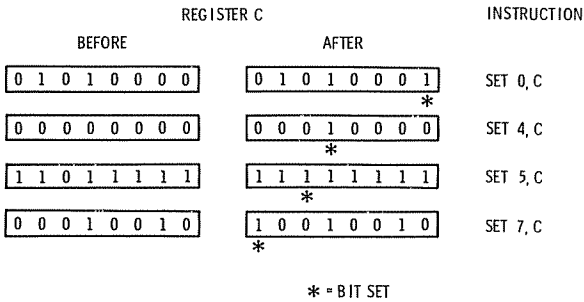 REGISTER C INSTRUCTION
BEFORE AFTER
0 1 0 1 0 0 0 0 0 1 0 1 0 0 0 1 SET 0, C
*
0 0 0 0 0 0 0 0 0 0 0 1 0 0 0 0 SET 4, C
*
1 1 0 1 1 1 1 1 1 1 1 1 1 1 1 1 SET 5, C
*
0 0 0 1 0 0 1 0 1 0 0 1 0 0 1 0 SET 7, C
*
* = BIT SET